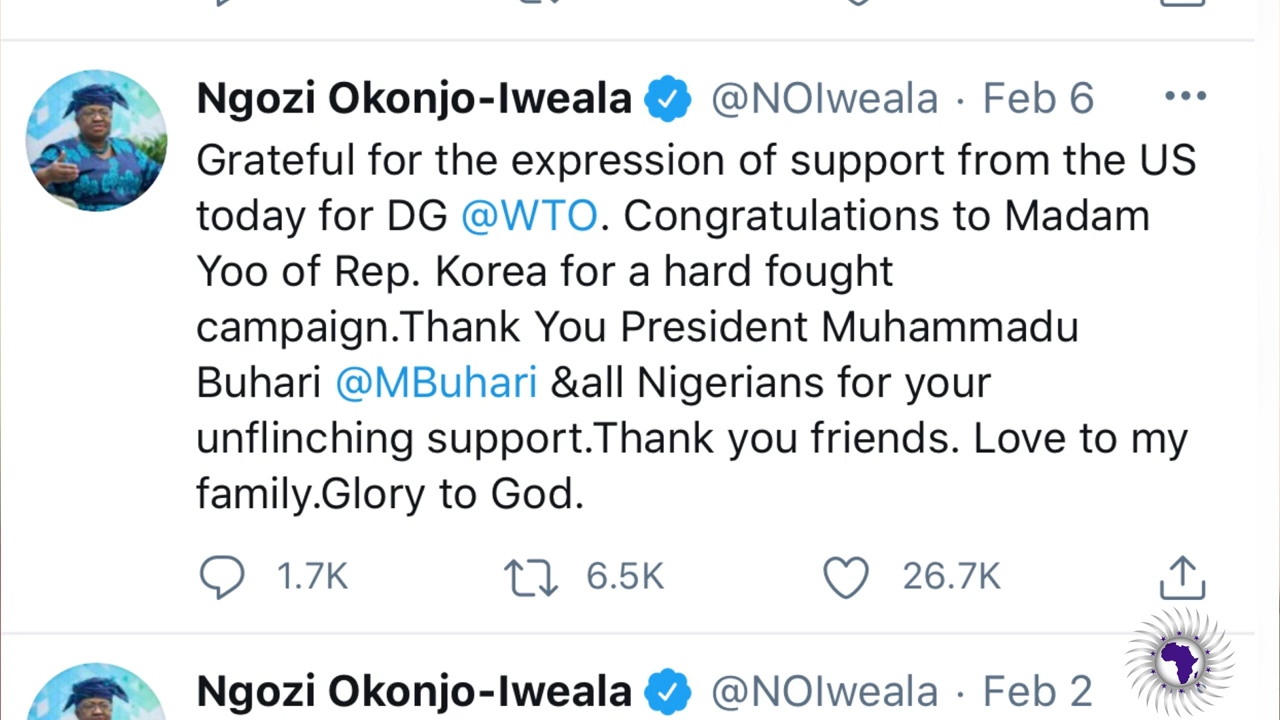 Ngozi Okonjo-Iweala @NOIweala · Feb 6
Grateful for the expression of support from the US
today for DG @WTO. Congratulations to Madam
Yoo of Rep. Korea for a hard fought
campaign.Thank You President Muhammadu
Buhari @MBuhari &all Nigerians for your
unflinching support.Thank you friends. Love to my
family.Glory to God.
1.7K 6.5K 26.7K
Ngozi Okonjo-Iweala @NOIweala · Feb 2